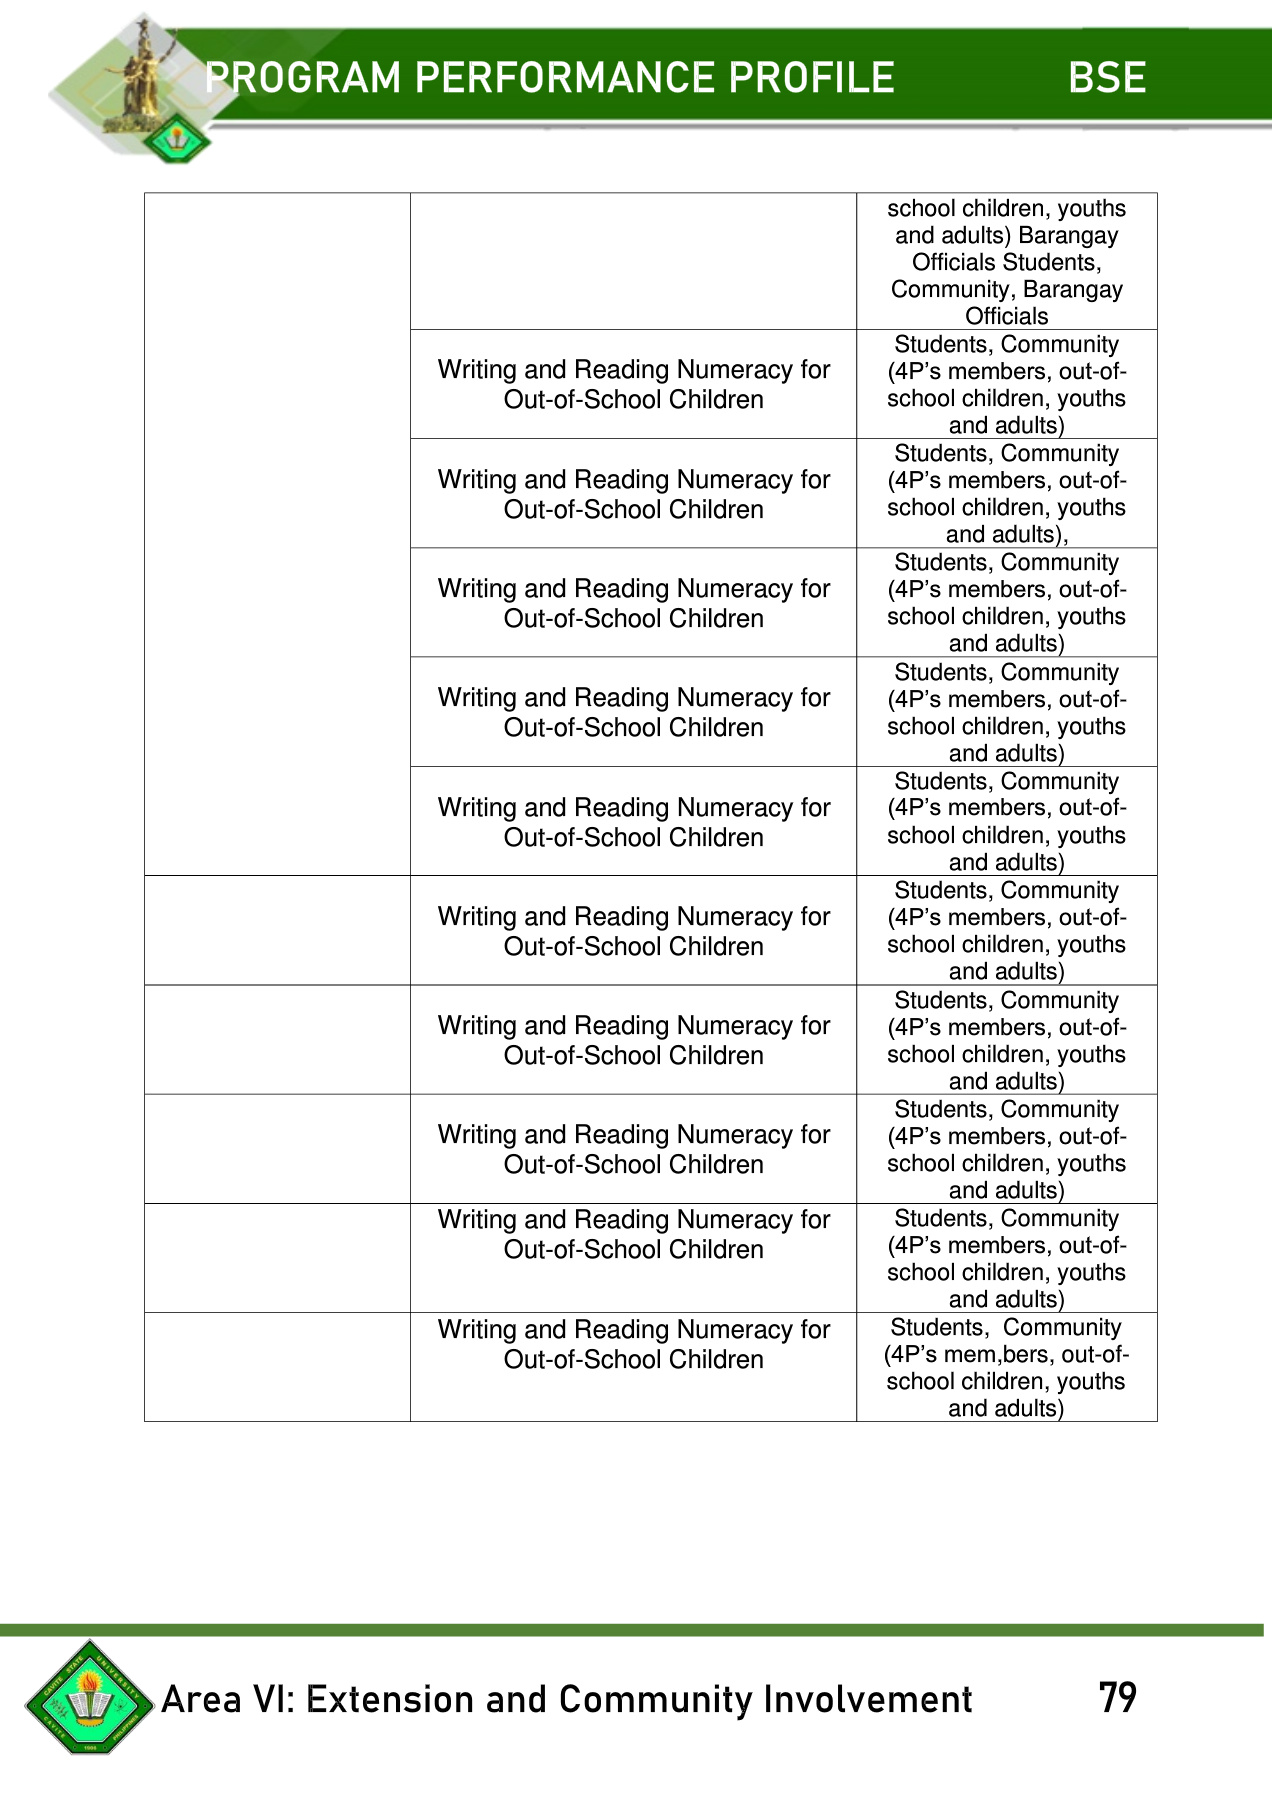 PROGRAM PERFORMANCE PROFILE BSE
school children, youths
and adults) Barangay
Officials Students,
Community, Barangay
Officials
Writing and Reading Numeracy for
Out-of-School Children
Students, Community
(4P’s members, out-of-
school children, youths
and adults)
Writing and Reading Numeracy for
Out-of-School Children
Students, Community
(4P’s members, out-of-
school children, youths
and adults),
Writing and Reading Numeracy for
Out-of-School Children
Students, Community
(4P’s members, out-of-
school children, youths
and adults)
Writing and Reading Numeracy for
Out-of-School Children
Students, Community
(4P’s members, out-of-
school children, youths
and adults)
Writing and Reading Numeracy for
Out-of-School Children
Students, Community
(4P’s members, out-of-
school children, youths
and adults)
Writing and Reading Numeracy for
Out-of-School Children
Students, Community
(4P’s members, out-of-
school children, youths
and adults)
Writing and Reading Numeracy for
Out-of-School Children
Students, Community
(4P’s members, out-of-
school children, youths
and adults)
Writing and Reading Numeracy for
Out-of-School Children
Students, Community
(4P’s members, out-of-
school children, youths
and adults)
Writing and Reading Numeracy for
Out-of-School Children
Students, Community
(4P’s members, out-of-
school children, youths
and adults)
Writing and Reading Numeracy for
Out-of-School Children
Students, Community
(4P’s mem,bers, out-of-
school children, youths
and adults)
CAVITE STATE UNIVERSITY
CAVITE PHILIPPINES
1906
Area VI: Extension and Community Involvement 79